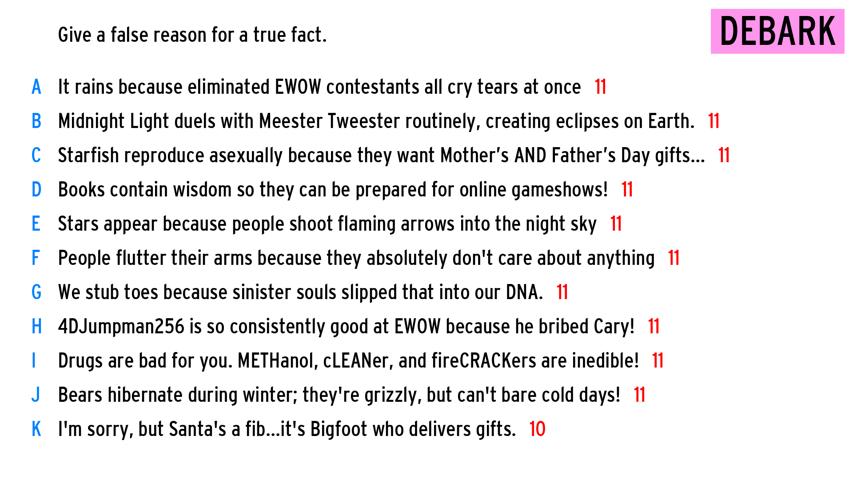 Give a false reason for a true fact.
DEBARK
A It rains because eliminated EWOW contestants all cry tears at once 11
B Midnight Light duels with Meester Tweester routinely, creating eclipses on Earth. 11
C Starfish reproduce asexually because they want Mother's AND Father's Day gifts... 11
D Books contain wisdom so they can be prepared for online gameshows! 11
E Stars appear because people shoot flaming arrows into the night sky 11
F People flutter their arms because they absolutely don't care about anything 11
G We stub toes because sinister souls slipped that into our DNA. 11
H 4DJumpman256 is so consistently good at EWOW because he bribed Cary! 11
I Drugs are bad for you. METHanol, cLEANer, and fireCRACKers are inedible! 11
J Bears hibernate during winter; they're grizzly, but can't bare cold days! 11
K I'm sorry, but Santa's a fib...it's Bigfoot who delivers gifts. 10